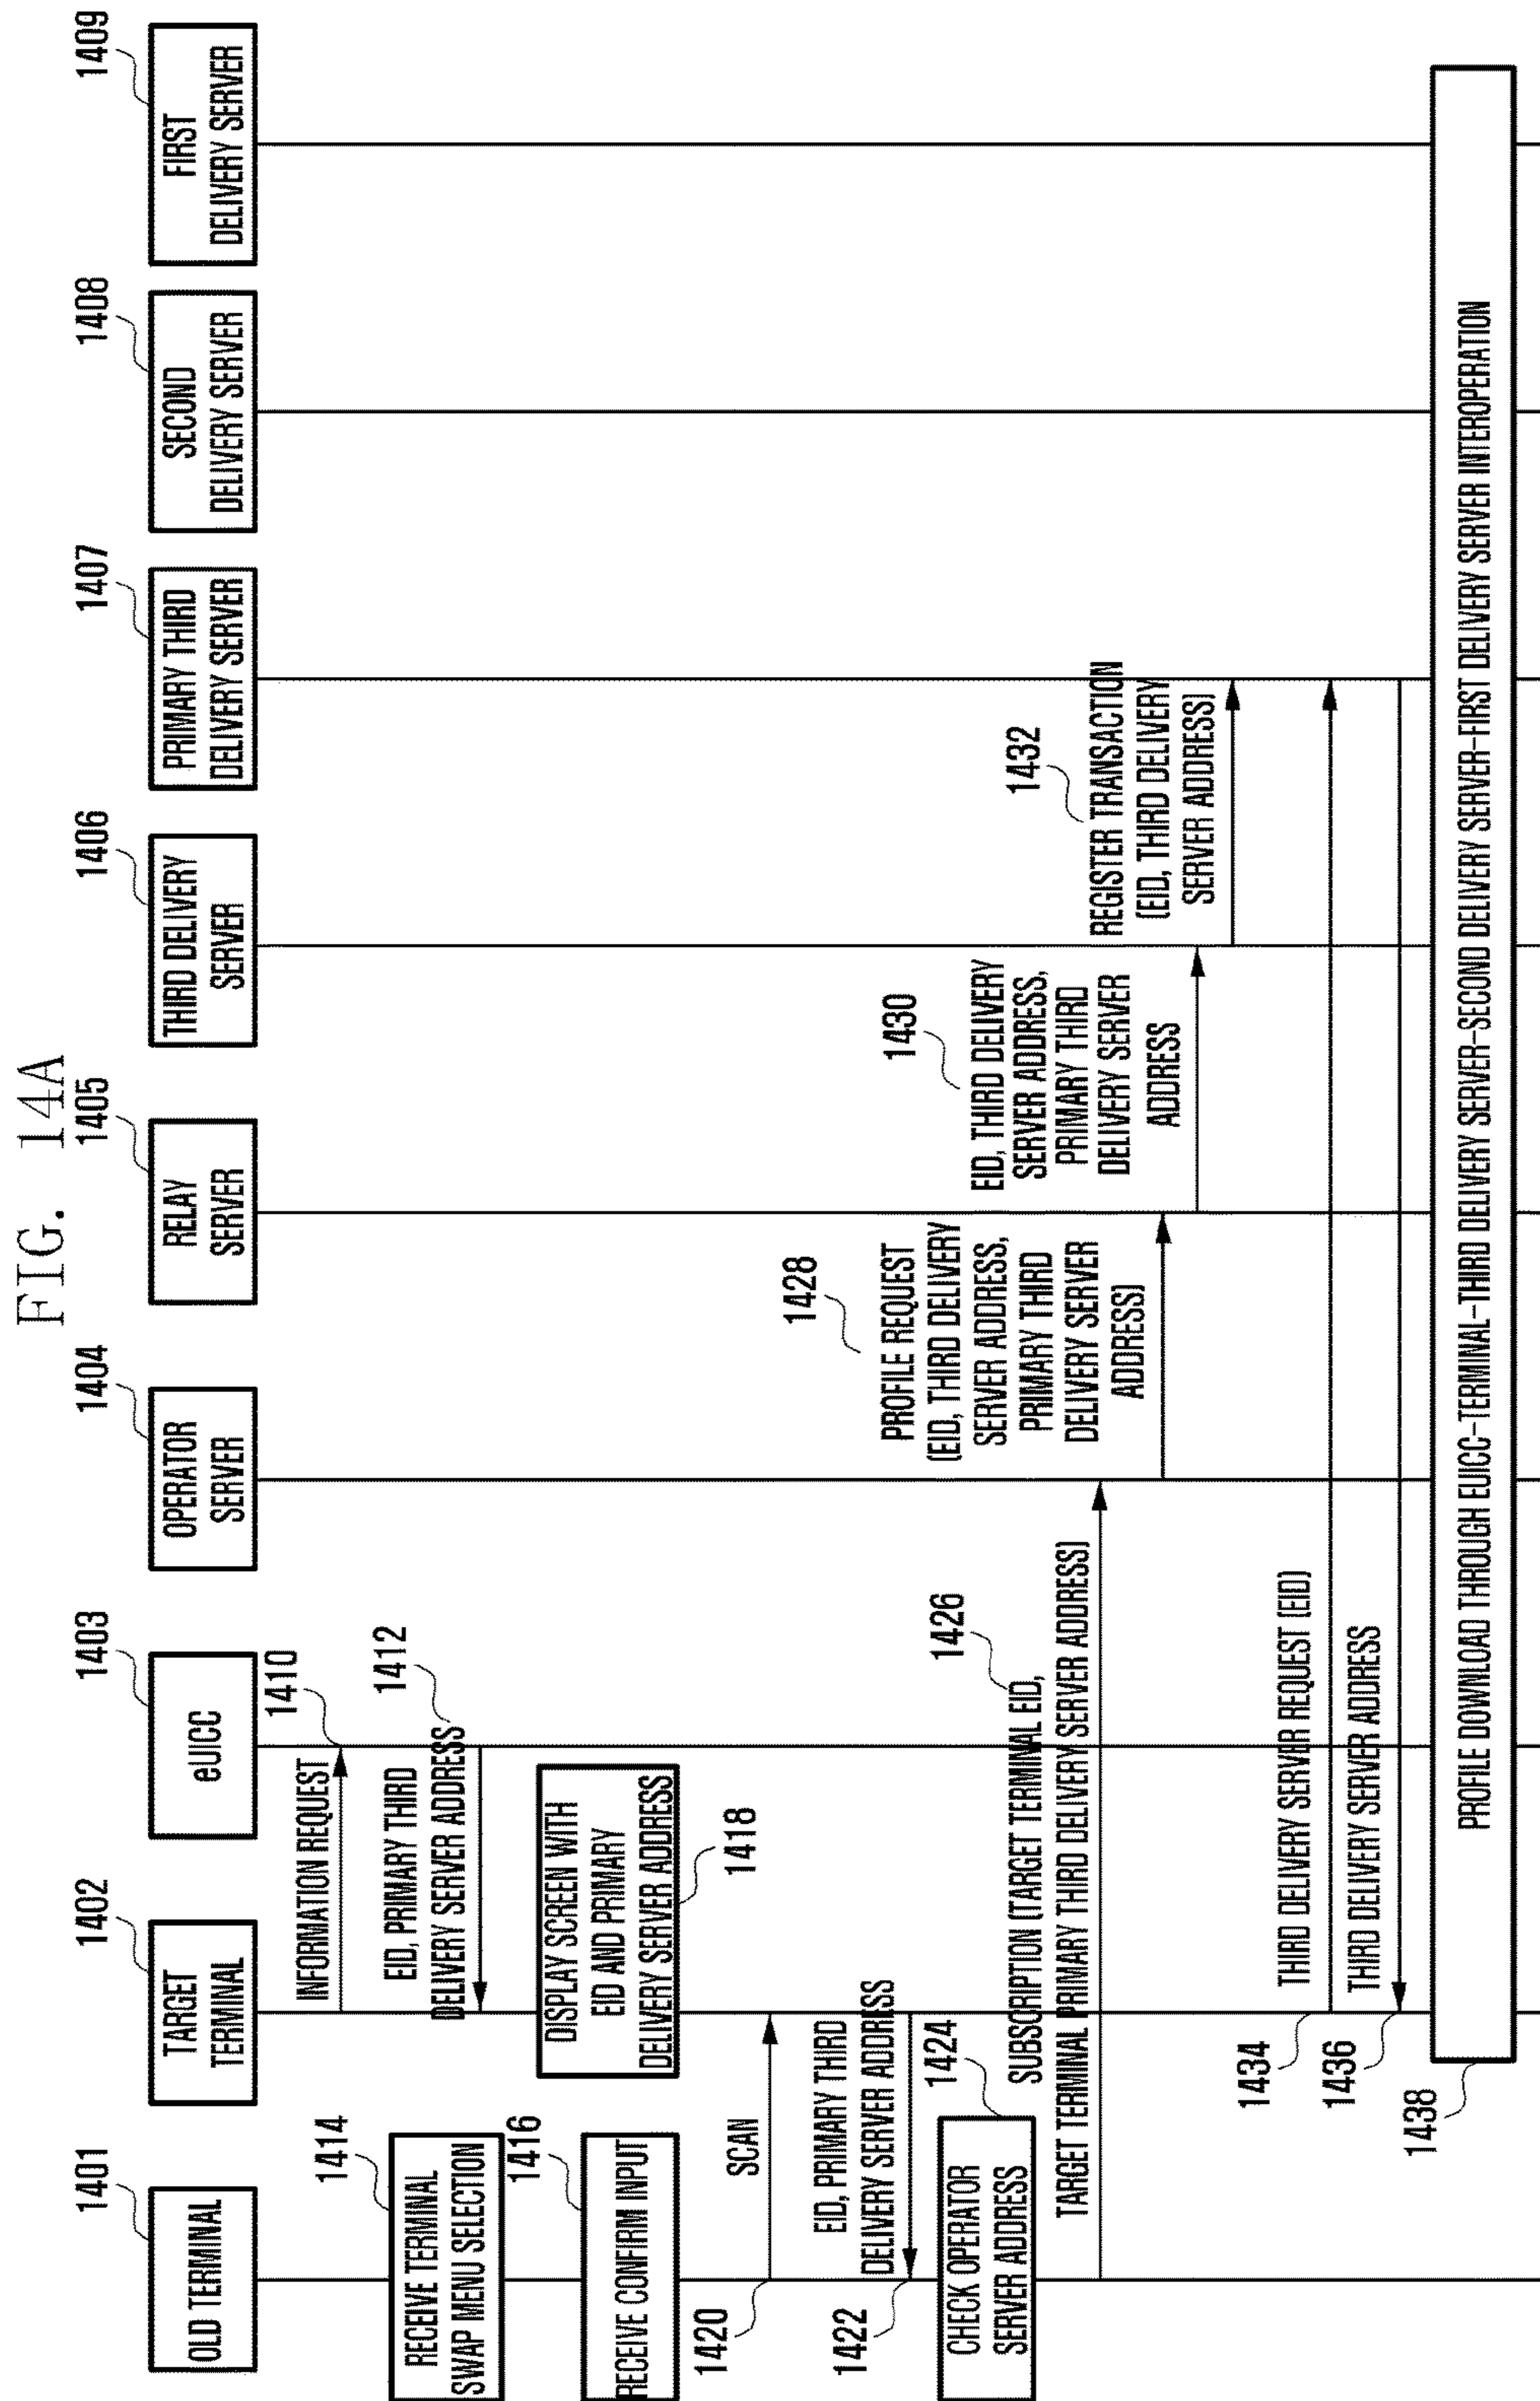 FIG. 14A
1401
OLD TERMINAL
1402
TARGET
TERMINAL
1403
eUICC
1404
OPERATOR
SERVER
1405
RELAY
SERVER
1406
THIRD DELIVERY
SERVER
1407
PRIMARY THIRD
DELIVERY SERVER
1408
SECOND
DELIVERY SERVER
1409
FIRST
DELIVERY SERVER
1410
INFORMATION REQUEST
1412
EID, PRIMARY THIRD
DELIVERY SERVER ADDRESS
1414
RECEIVE TERMINAL
SWAP MENU SELECTION
1416
RECEIVE CONFIRM INPUT
DISPLAY SCREEN WITH
EID AND PRIMARY
DELIVERY SERVER ADDRESS
1418
SCAN
1420
EID, PRIMARY THIRD
DELIVERY SERVER ADDRESS
1422
1424
CHECK OPERATOR
SERVER ADDRESS
1426
SUBSCRIPTION (TARGET TERMINAL EID,
TARGET TERMINAL PRIMARY THIRD DELIVERY SERVER ADDRESS)
1428
PROFILE REQUEST
(EID, THIRD DELIVERY
SERVER ADDRESS,
PRIMARY THIRD
DELIVERY SERVER
ADDRESS)
1430
EID, THIRD DELIVERY
SERVER ADDRESS,
PRIMARY THIRD
DELIVERY SERVER
ADDRESS
1432
REGISTER TRANSACTION
(EID, THIRD DELIVERY
SERVER ADDRESS)
1434
THIRD DELIVERY SERVER REQUEST (EID)
1436
THIRD DELIVERY SERVER ADDRESS
1438
PROFILE DOWNLOAD THROUGH EUICC-TERMINAL-THIRD DELIVERY SERVER-SECOND DELIVERY SERVER-FIRST DELIVERY SERVER INTEROPERATION